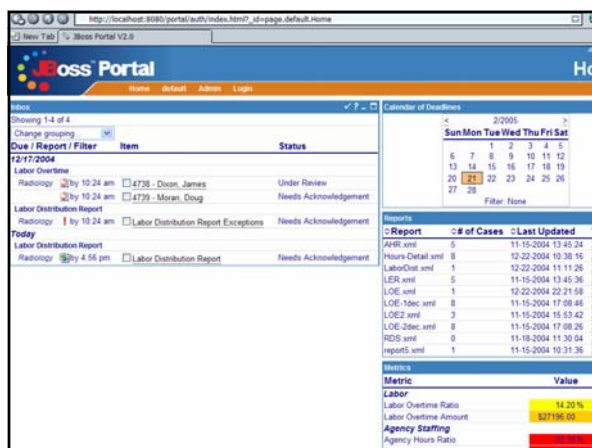 http://localhost:8080/portal/auth/index.html?_id=page.default.Home
New Tab JBoss Portal V2.0
JBoss Portal
Ho
Home default Admin Login
Inbox
Showing 1-4 of 4
Change grouping...
Due / Report / Filter Item Status
12/17/2004
Labor Overtime
Radiology by 10:24 am 4738 - Dixon, James Under Review
by 10:24 am 4739 - Moran, Doug Needs Acknowledgement
Labor Distribution Report
Radiology ! by 10:24 am Labor Distribution Report Exceptions Needs Acknowledgement
Today
Labor Distribution Report
Radiology by 4:56 pm Labor Distribution Report Needs Acknowledgement
Calendar of Deadlines
< 2/2005 >
Sun Mon Tue Wed Thu Fri Sat
1 2 3 4 5
6 7 8 9 10 11 12
13 14 15 16 17 18 19
20 21 22 23 24 25 26
27 28
Filter: None
Reports
Report # of Cases Last Updated
AHR.xml 5 11-15-2004 13:45:24
Hours-Detail.xml 8 12-22-2004 10:38:16
LaborDist.xml 1 12-22-2004 11:11:26
LER.xml 5 11-15-2004 13:45:36
LOE.xml 1 12-22-2004 22:21:58
LOE-1dec.xml 8 11-15-2004 17:08:46
LOE2.xml 3 11-15-2004 15:53:42
LOE-2dec.xml 8 11-15-2004 17:08:26
RDS.xml 0 11-18-2004 11:30:04
report5.xml 1 11-15-2004 10:31:36
Metrics
Metric Value
Labor
Labor Overtime Ratio 14.20%
Labor Overtime Amount $27196.00
Agency Staffing
Agency Hours Ratio